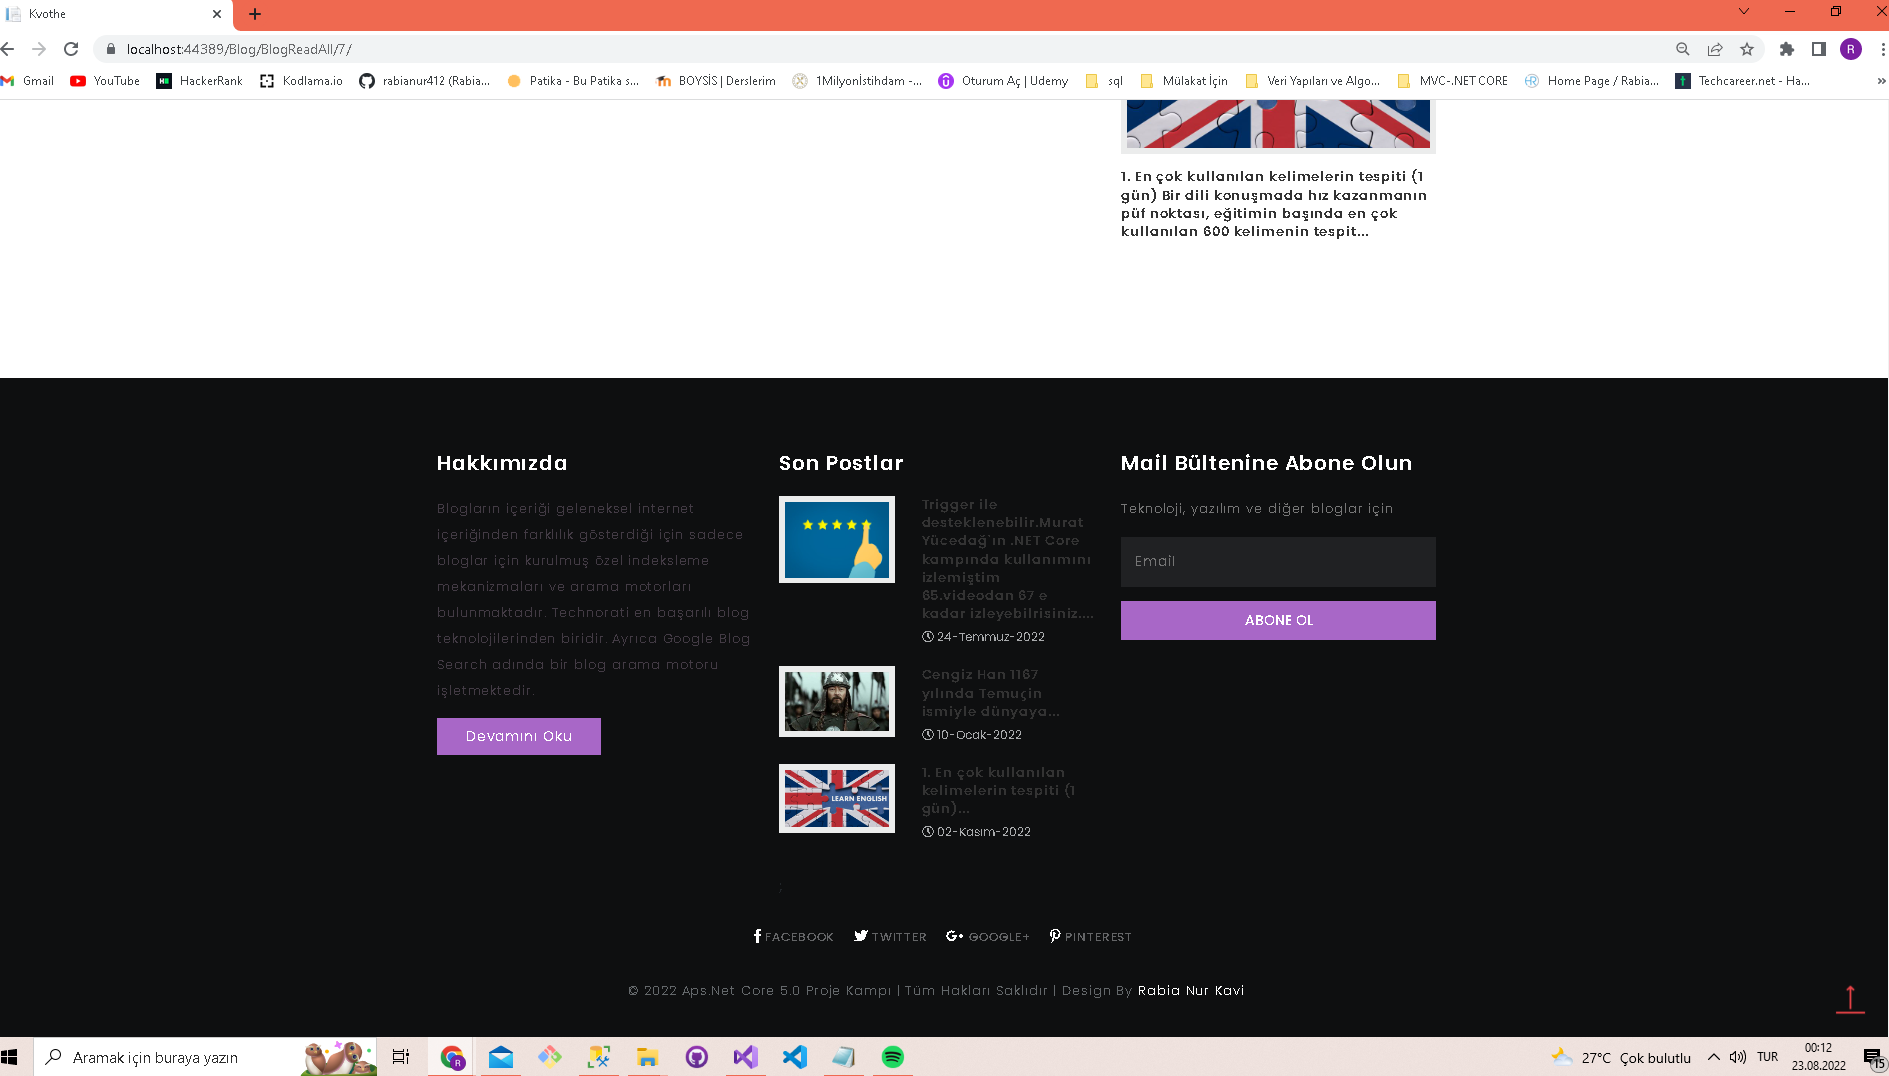 Kvothe
localhost:44389/Blog/BlogReadAll/7/
R
Gmail
YouTube
HackerRank
Kodlama.io
rabianur412 (Rabia...
Patika - Bu Patika s...
BOYSİS | Derslerim
1Milyonİstihdam -...
Oturum Aç | Udemy
sql
Mülakat İçin
Veri Yapıları ve Algo...
MVC-.NET CORE
Home Page / Rabia...
Techcareer.net - Ha...
1. En çok kullanılan kelimelerin tespiti (1
gün) Bir dili konuşmada hız kazanmanın
püf noktası, eğitimin başında en çok
kullanılan 600 kelimenin tespit...
Hakkımızda
Blogların içeriği geleneksel internet
içeriğinden farklılık gösterdiği için sadece
bloglar için kurulmuş özel indeksleme
mekanizmaları ve arama motorları
bulunmaktadır. Technorati en başarılı blog
teknolojilerinden biridir. Ayrıca Google Blog
Search adında bir blog arama motoru
işletmektedir.
Devamını Oku
Son Postlar
Trigger ile
desteklenebilir.Murat
Yücedağ'ın .NET Core
kampında kullanımını
izlemiştim
65.videodan 67 e
kadar izleyebilrisiniz....
24-Temmuz-2022
Cengiz Han 1167
yılında Temuçin
ismiyle dünyaya...
10-Ocak-2022
LEARN ENGLISH
1. En çok kullanılan
kelimelerin tespiti (1
gün)...
02-Kasım-2022
;
Mail Bültenine Abone Olun
Teknoloji, yazılım ve diğer bloglar için
Email
ABONE OL
FACEBOOK
TWITTER
GOOGLE+
PINTEREST
© 2022 Aps.Net Core 5.0 Proje Kampı | Tüm Hakları Saklıdır | Design By Rabia Nur Kavi
Aramak için buraya yazın
R
27°C Çok bulutlu
TUR
00:12
23.08.2022
15